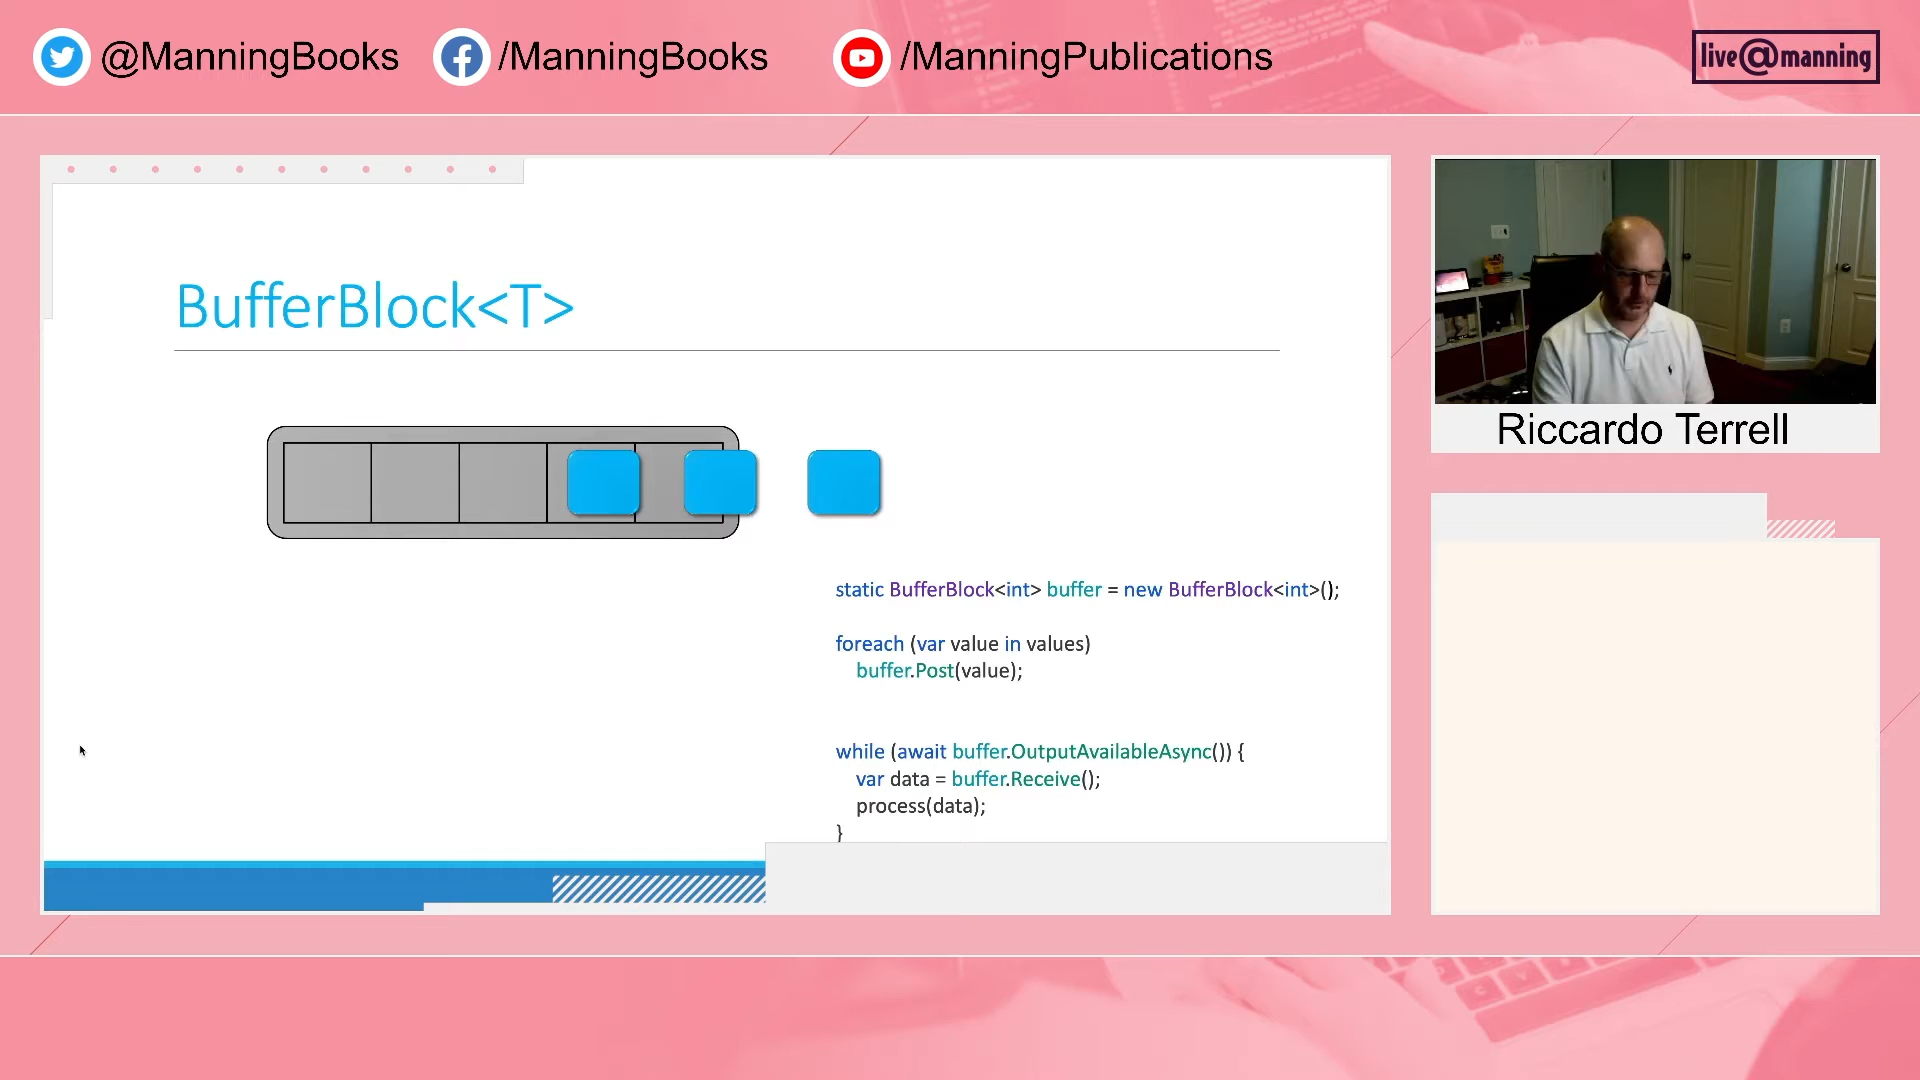 @ManningBooks
/ManningBooks
/ManningPublications
live@manning
BufferBlock<T>
static BufferBlock<int> buffer = new BufferBlock<int>();
foreach (var value in values)
buffer.Post(value);
while (await buffer.OutputAvailableAsync()) {
var data = buffer.Receive();
process(data);
}
Riccardo Terrell